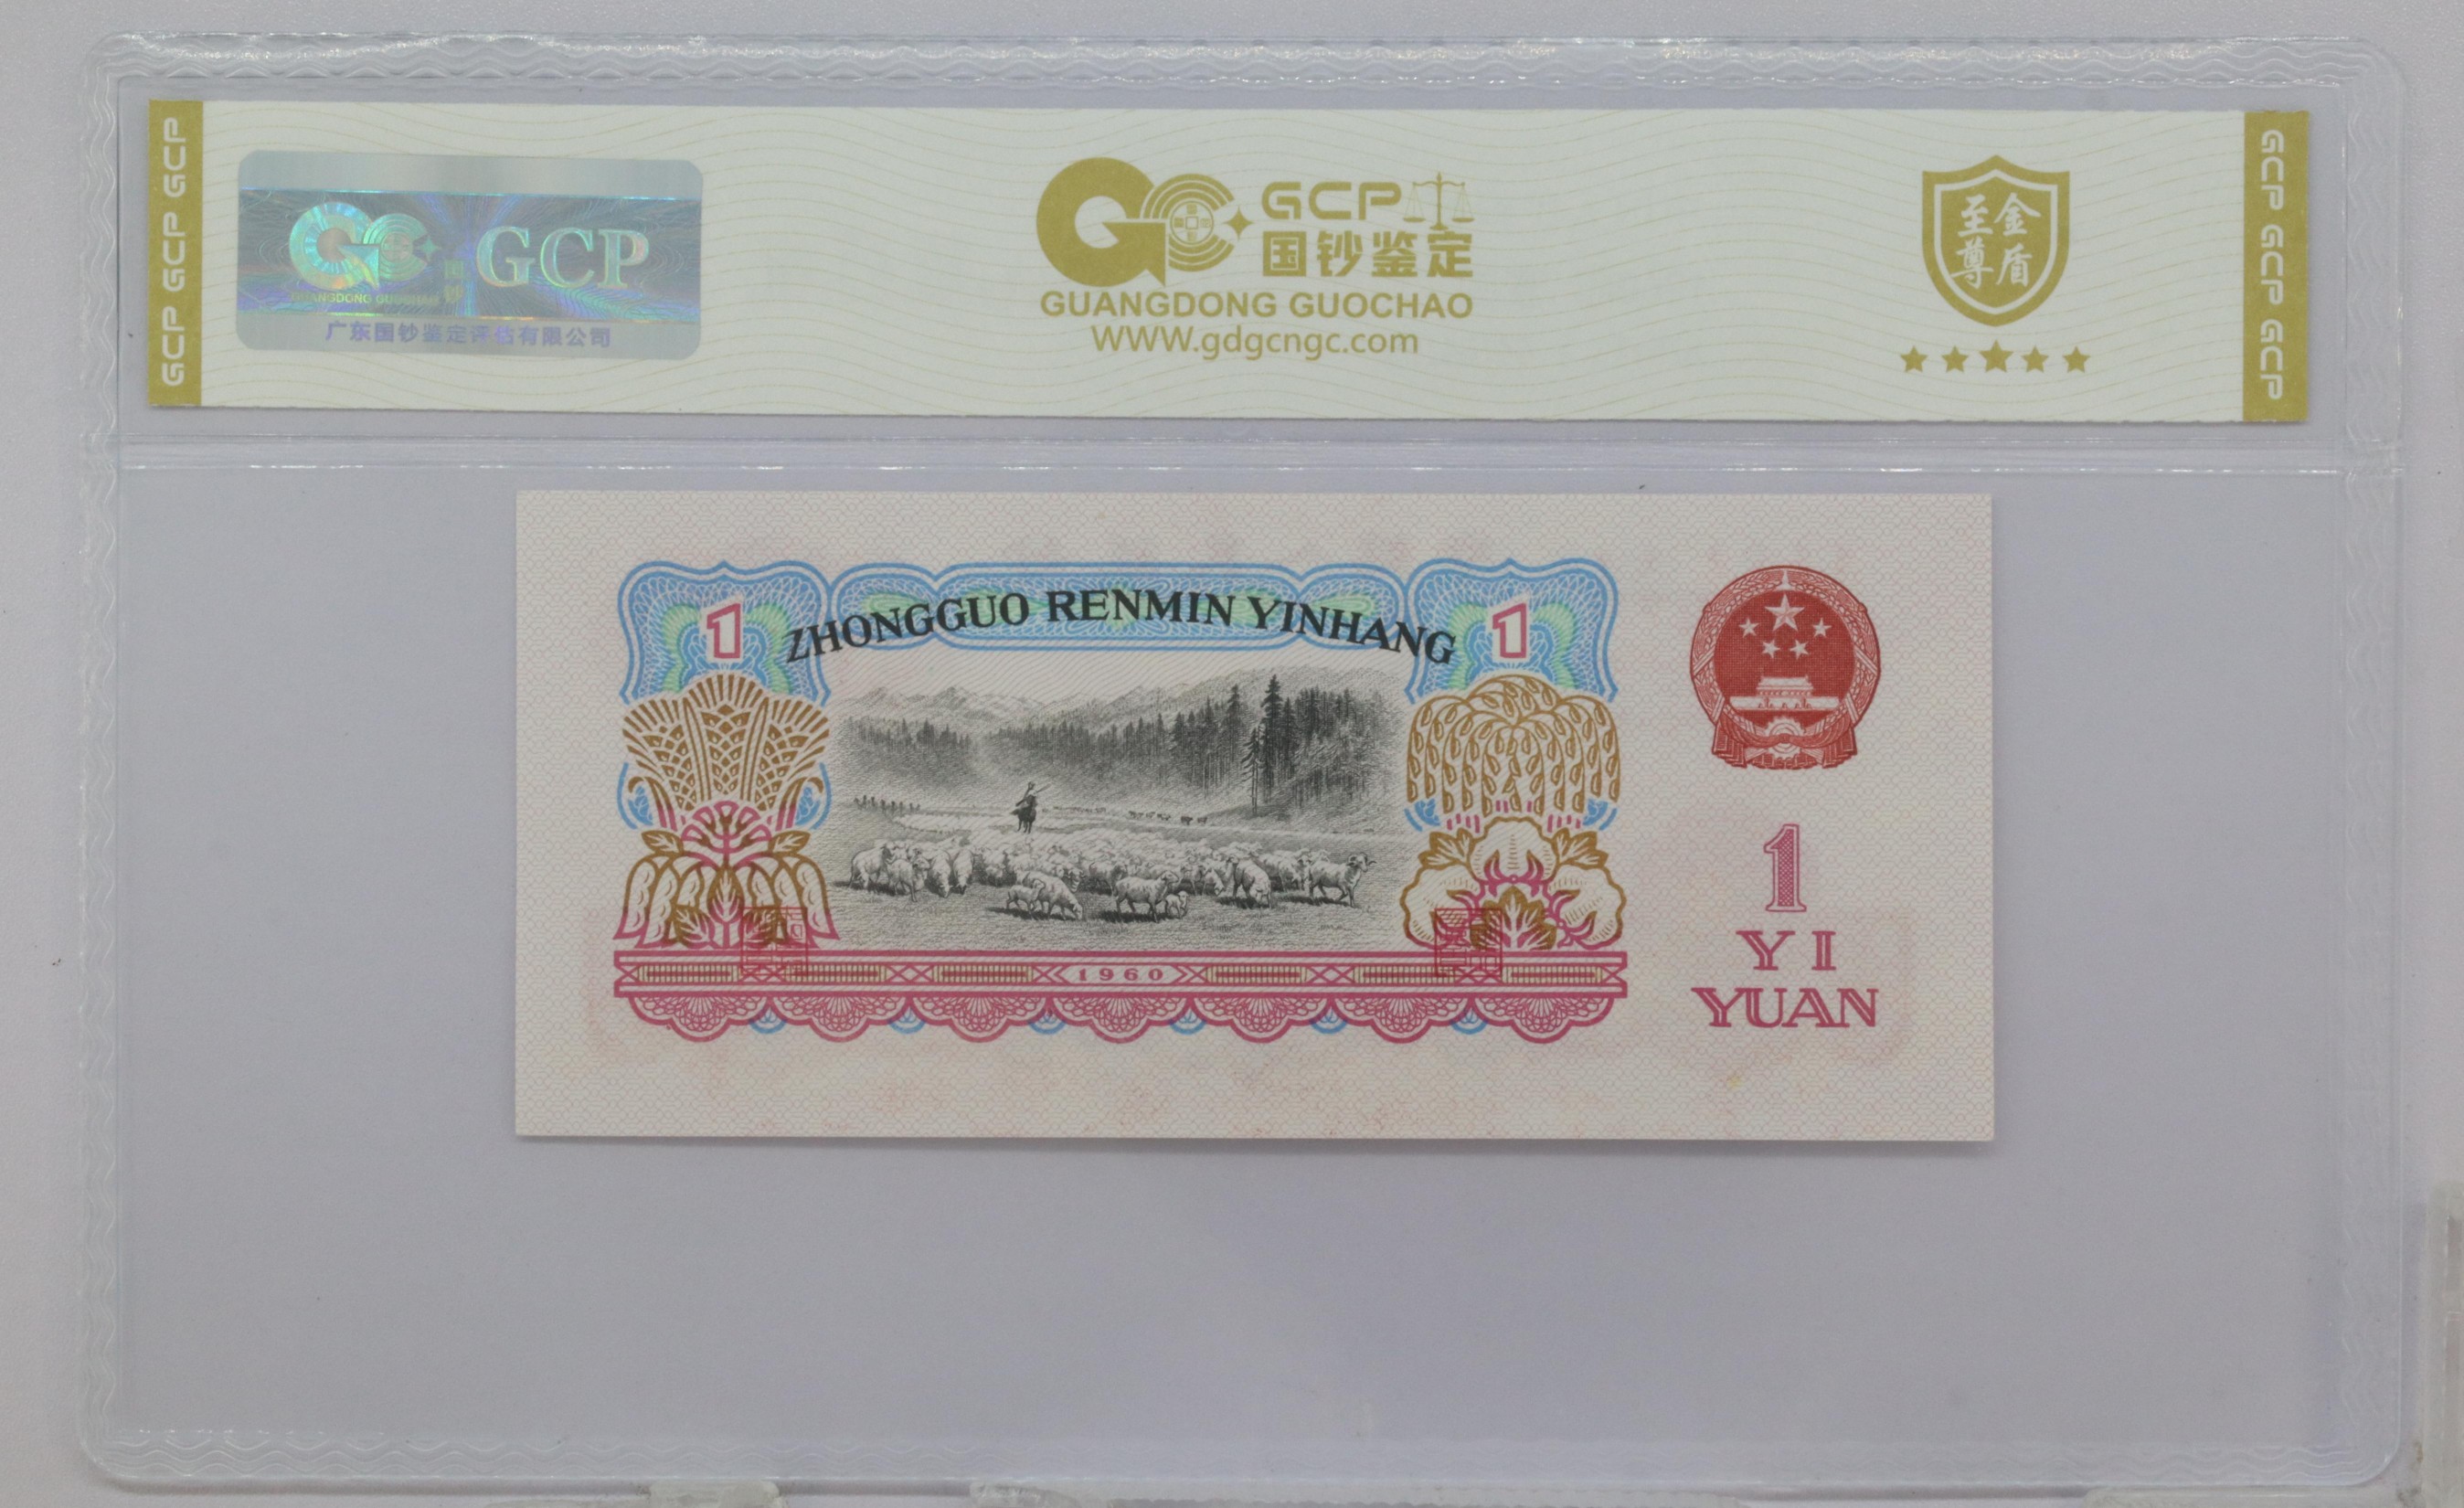 GCP GCP GCP
GCP
GUANGDONG GUOCHAO
国钞
广东国钞鉴定评估有限公司
GCP
国钞鉴定
GUANGDONG GUOCHAO
WWW.gdgcngc.com
至尊
金盾
GCP GCP GCP
ZHONGGUO RENMIN YINHANG
1
1
1960
1
YI
YUAN